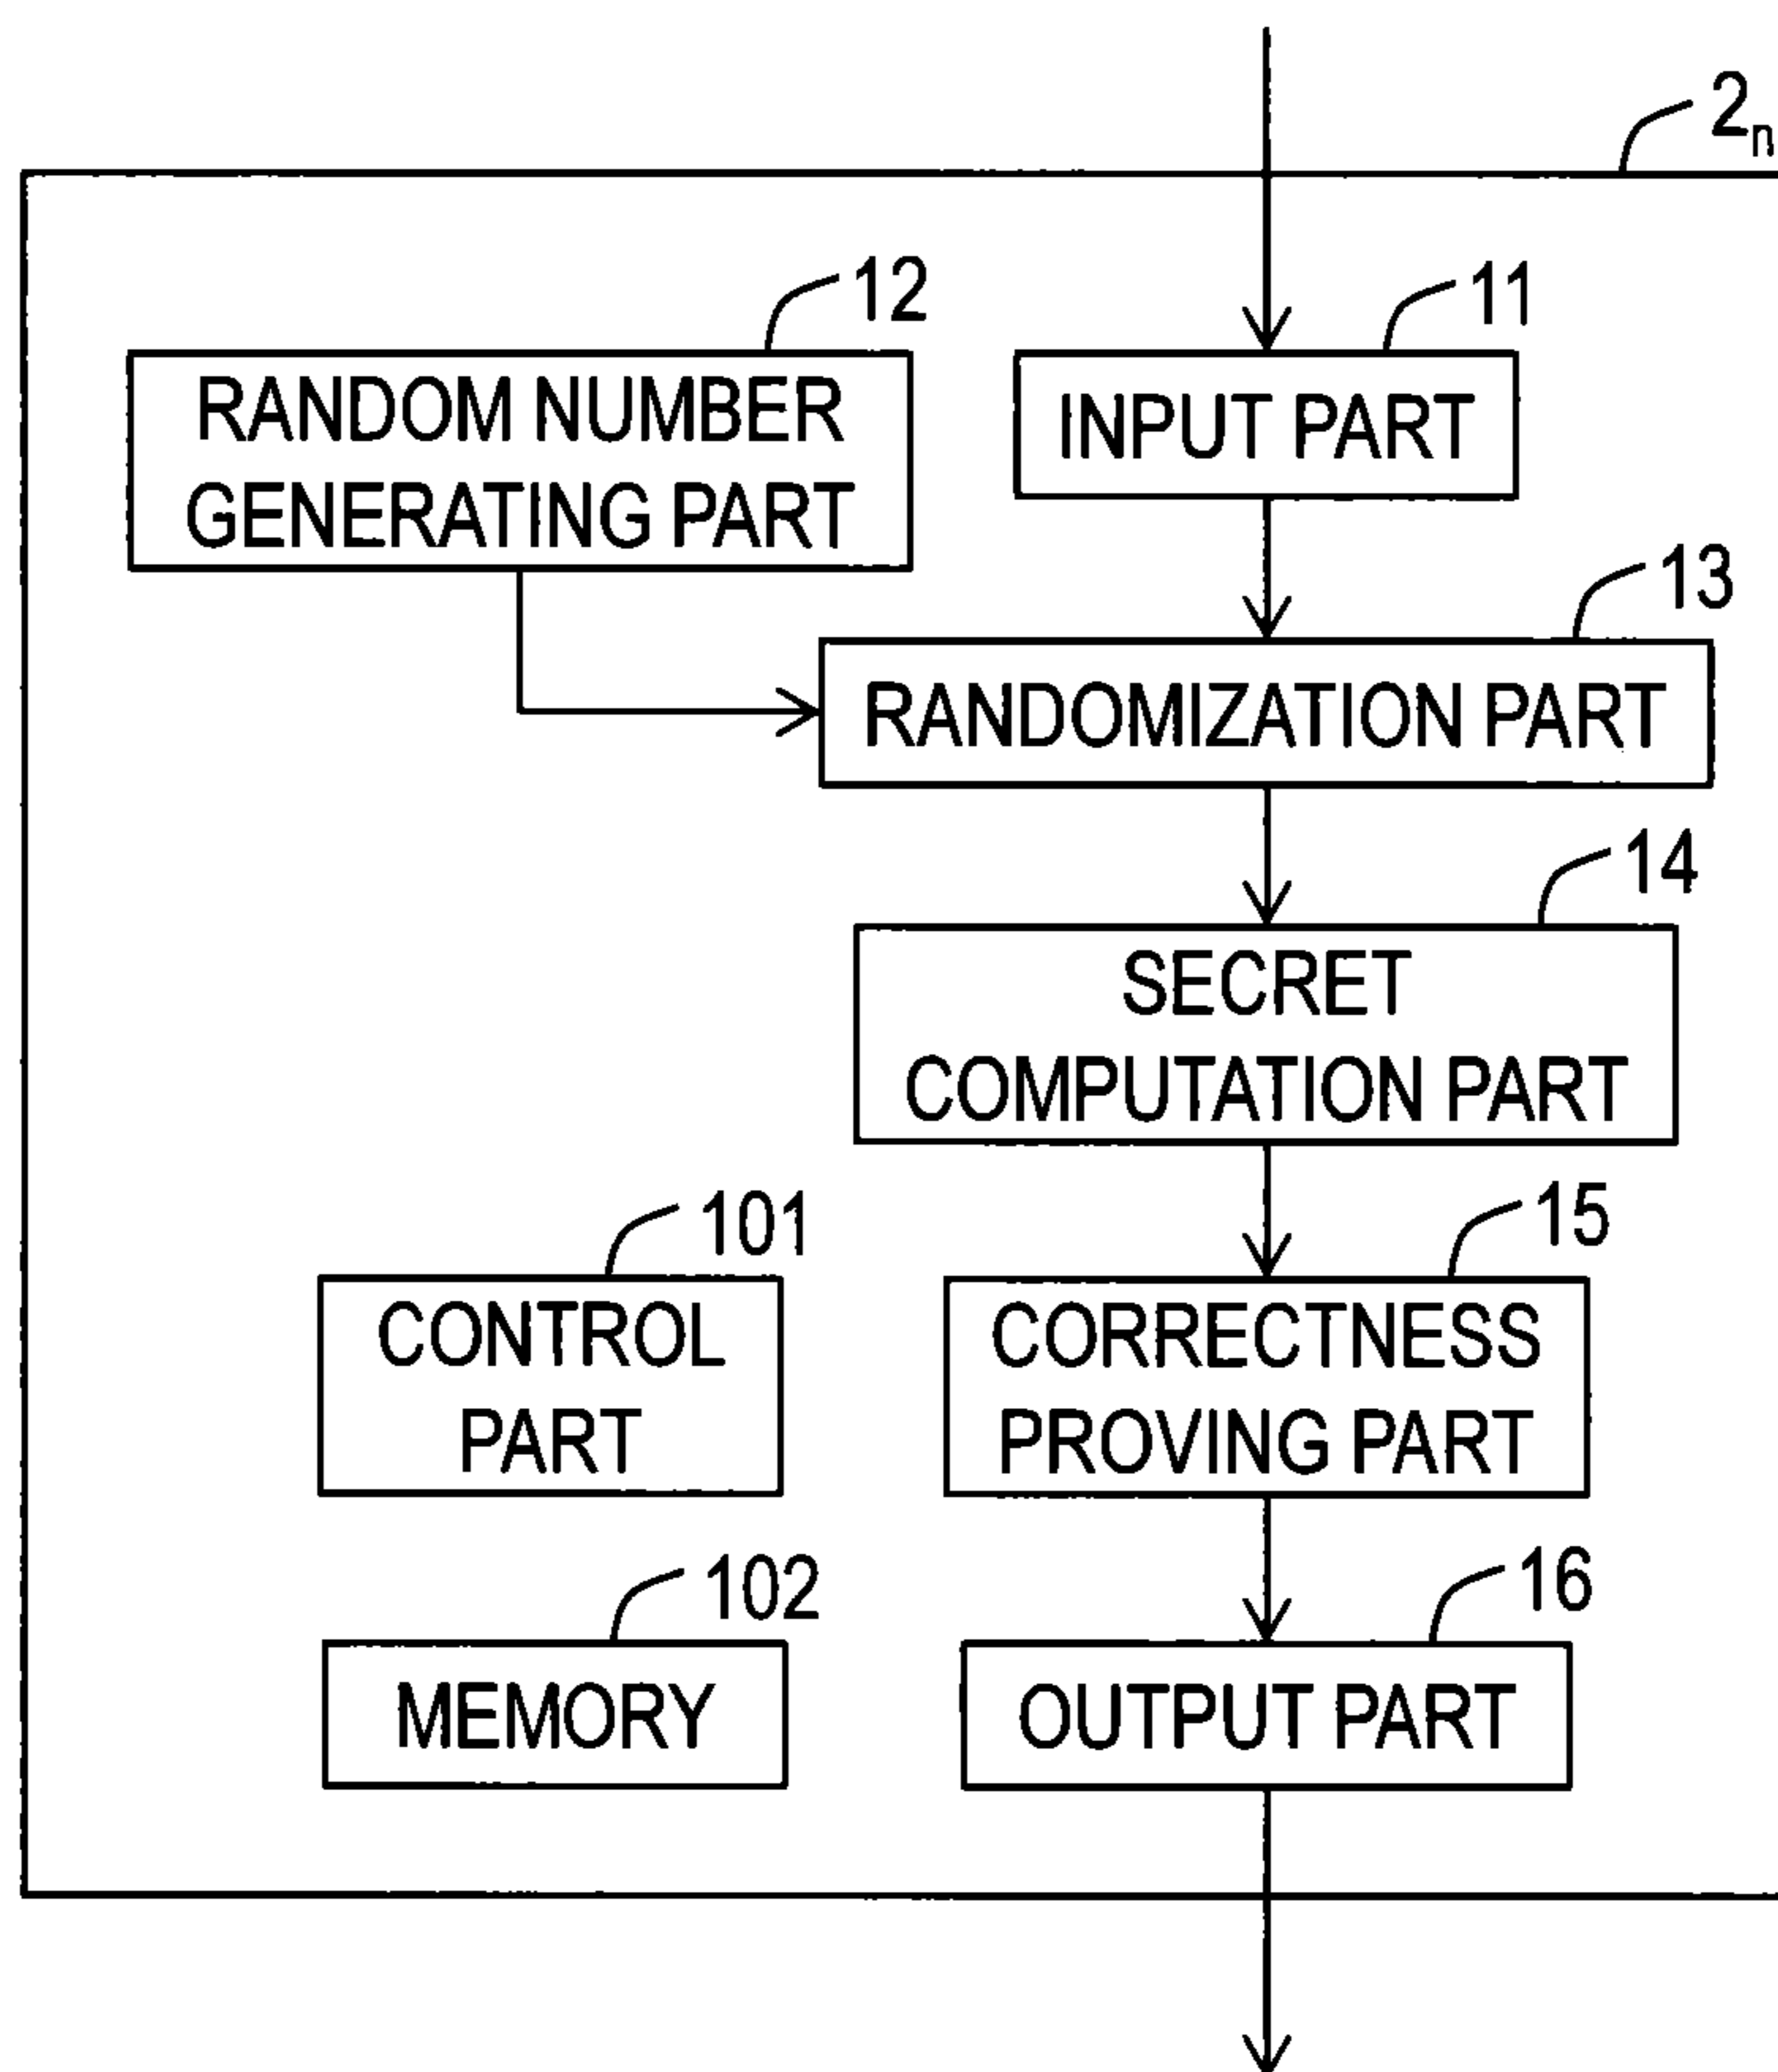 2n
12
RANDOM NUMBER
GENERATING PART
11
INPUT PART
13
RANDOMIZATION PART
14
SECRET
COMPUTATION PART
101
CONTROL
PART
15
CORRECTNESS
PROVING PART
102
MEMORY
16
OUTPUT PART